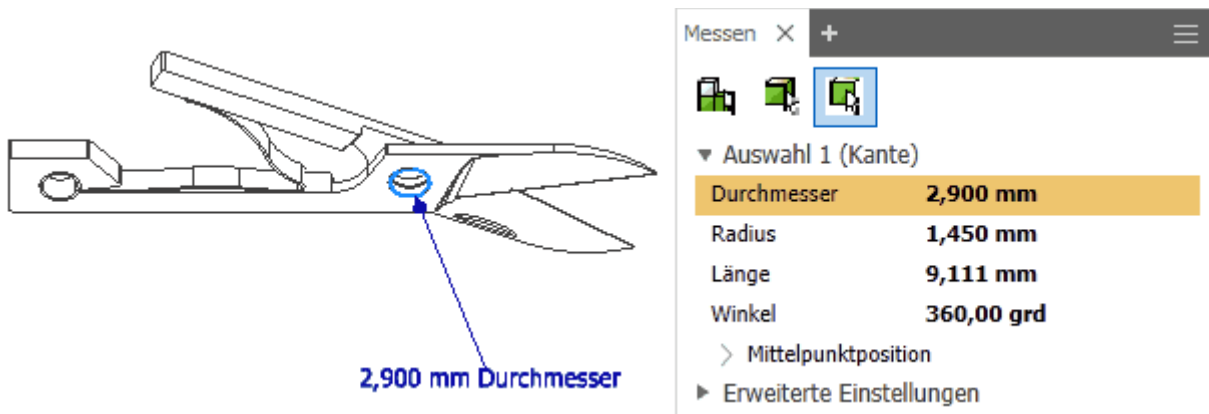 2,900 mm Durchmesser
Messen
Auswahl 1 (Kante)
Durchmesser 2,900 mm
Radius 1,450 mm
Länge 9,111 mm
Winkel 360,00 grd
Mittelpunktposition
Erweiterte Einstellungen